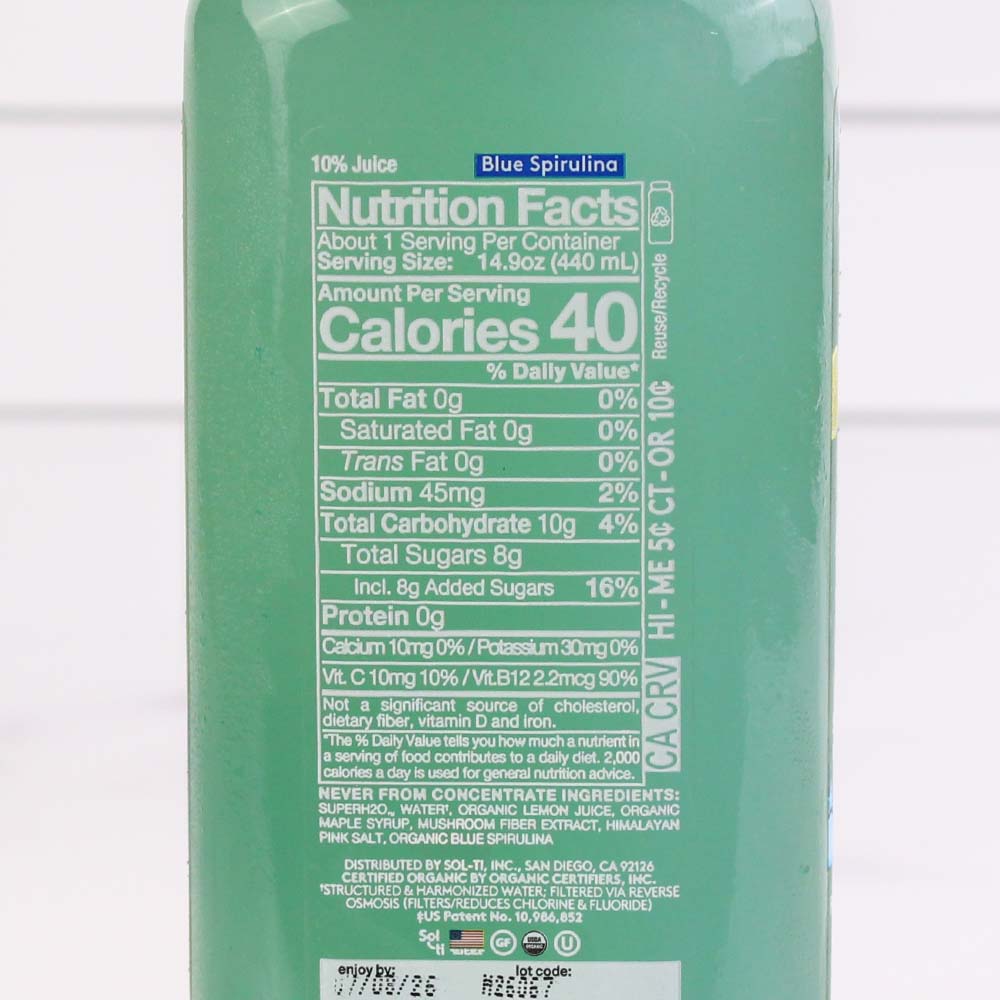 10% Juice
Blue Spirulina
Nutrition Facts
About 1 Serving Per Container
Serving Size: 14.9oz (440 mL)
Amount Per Serving
Calories 40
% Daily Value*
Total Fat 0g 0%
Saturated Fat 0g 0%
Trans Fat 0g 0%
Sodium 45mg 2%
Total Carbohydrate 10g 4%
Total Sugars 8g
Incl. 8g Added Sugars 16%
Protein 0g
Calcium 10mg 0% / Potassium 30mg 0%
Vit. C 10mg 10% / Vit.B12 2.2mcg 90%
Not a significant source of cholesterol,
dietary fiber, vitamin D and iron.
*The % Daily Value tells you how much a nutrient in
a serving of food contributes to a daily diet. 2,000
calories a day is used for general nutrition advice.
Reuse/Recycle
HI-ME 5¢ CT-OR 10¢
CA CRV
NEVER FROM CONCENTRATE INGREDIENTS:
SUPERH2O™ WATER†, ORGANIC LEMON JUICE, ORGANIC
MAPLE SYRUP, MUSHROOM FIBER EXTRACT, HIMALAYAN
PINK SALT, ORGANIC BLUE SPIRULINA
DISTRIBUTED BY SOL-TI, INC., SAN DIEGO, CA 92126
CERTIFIED ORGANIC BY ORGANIC CERTIFIERS, INC.
†STRUCTURED & HARMONIZED WATER; FILTERED VIA REVERSE
OSMOSIS (FILTERS/REDUCES CHLORINE & FLUORIDE)
‡US Patent No. 10,986,852
Sol
ti
GF
USDA
ORGANIC
U
enjoy by: lot code:
07/08/26 M26067